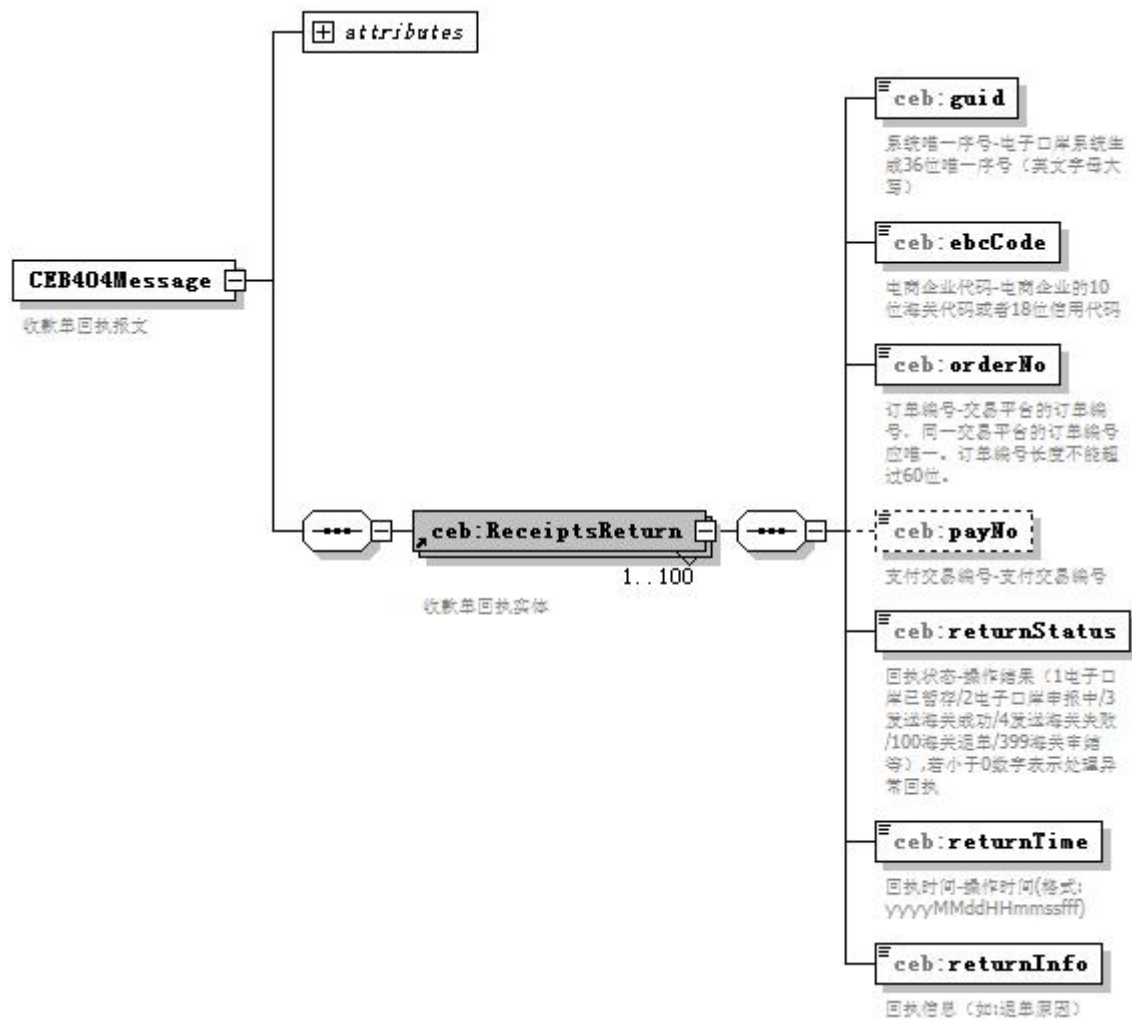 attributes
CEB404Message
收款单回执报文
ceb:ReceiptsReturn
1..100
收款单回执实体
ceb:guid
系统唯一序号-电子口岸系统生
成36位唯一序号（英文字母大
写）
ceb:ebcCode
电商企业代码-电商企业的10
位海关代码或者18位信用代码
ceb:orderNo
订单编号-交易平台的订单编
号，同一交易平台的订单编号
应唯一。订单编号长度不能超
过60位。
ceb:payNo
支付交易编号-支付交易编号
ceb:returnStatus
回执状态-操作结果（1电子口
岸已暂存/2电子口岸申报中/3
发送海关成功/4发送海关失败
/100海关退单/399海关审结
等）,若小于0数字表示处理异
常回执
ceb:returnTime
回执时间-操作时间(格式:
yyyyMMddHHmmssfff)
ceb:returnInfo
回执信息（如:退单原因）